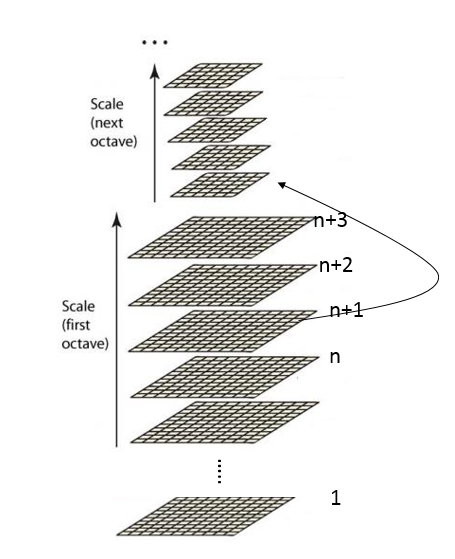 ...
Scale
(next
octave)
n+3
n+2
n+1
Scale
(first
octave)
n
1